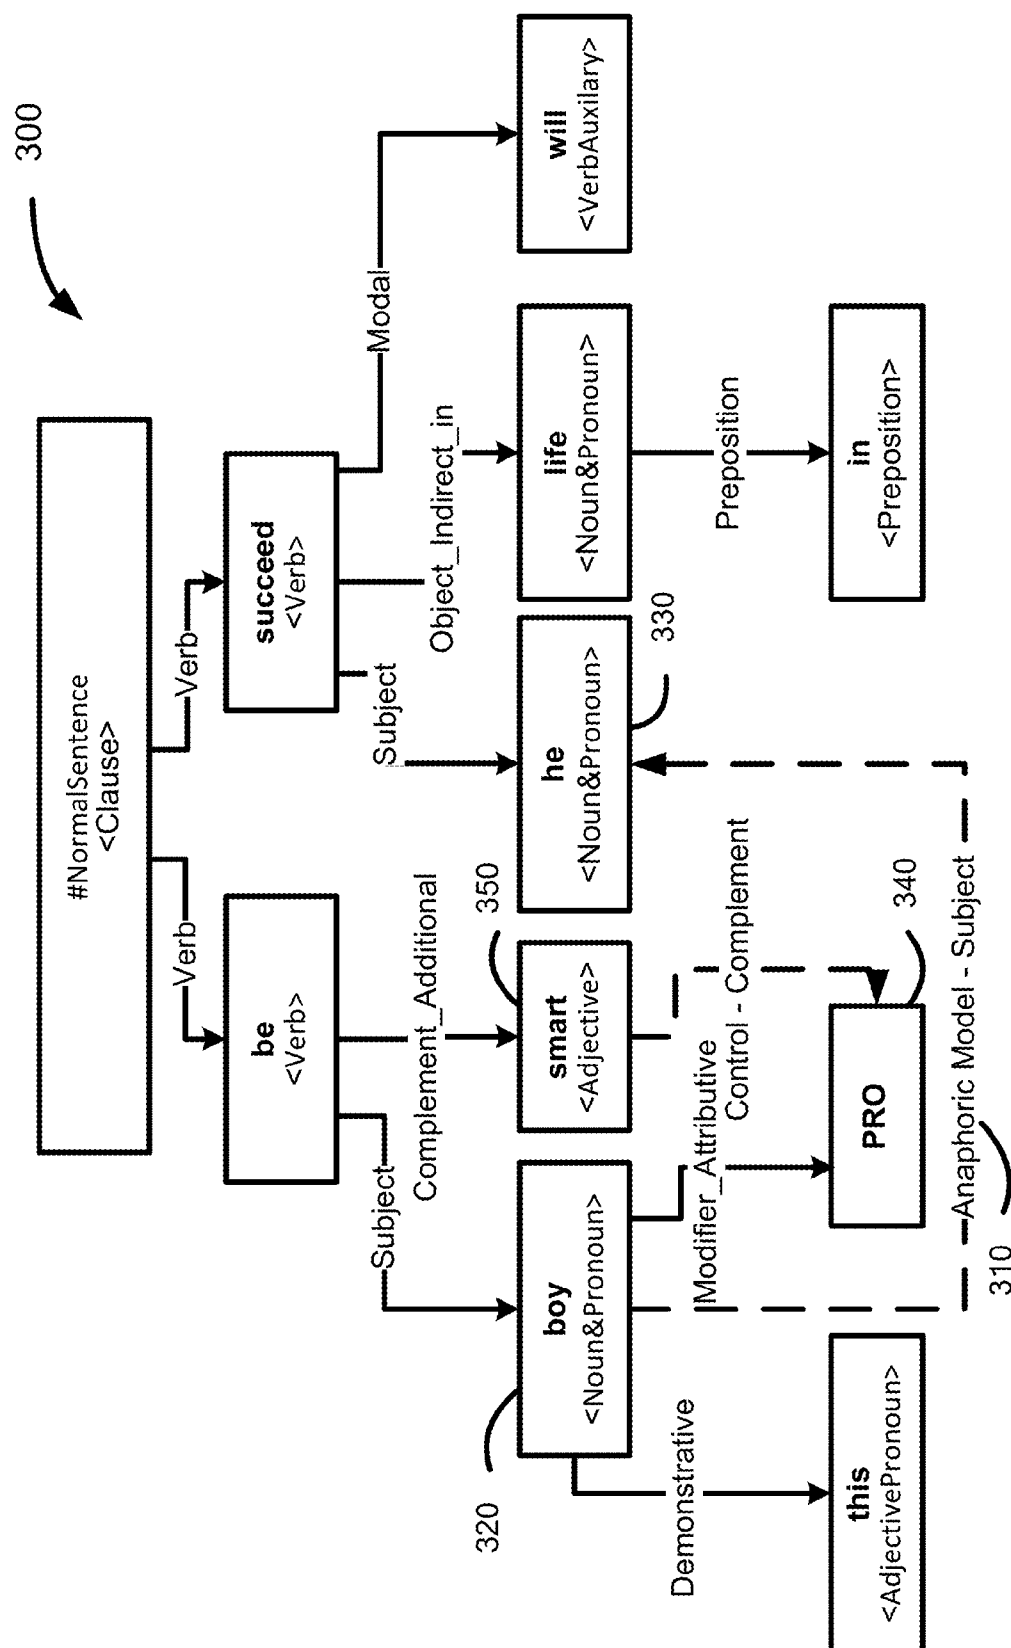 300
#NormalSentence
<Clause>
Verb
Verb
be
<Verb>
succeed
<Verb>
Subject
Complement_Additional
Subject
Object_Indirect_in
Modal
320
boy
<Noun&Pronoun>
350
smart
<Adjective>
he
<Noun&Pronoun>
330
life
<Noun&Pronoun>
will
<VerbAuxilary>
Demonstrative
Modifier_Attributive
Control - Complement
Preposition
this
<AdjectivePronoun>
PRO
340
in
<Preposition>
Anaphoric Model - Subject
310